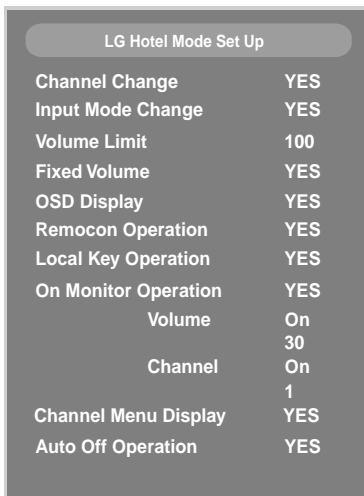 LG Hotel Mode Set Up
Channel Change YES
Input Mode Change YES
Volume Limit 100
Fixed Volume YES
OSD Display YES
Remocon Operation YES
Local Key Operation YES
On Monitor Operation YES
Volume On
30
Channel On
1
Channel Menu Display YES
Auto Off Operation YES